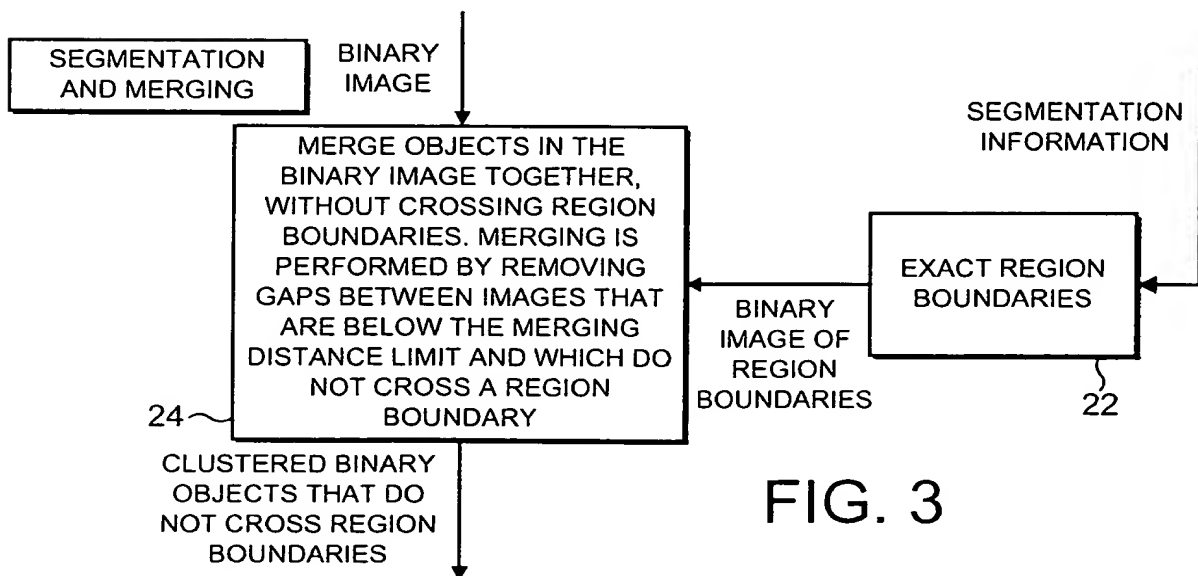 SEGMENTATION
AND MERGING
BINARY
IMAGE
SEGMENTATION
INFORMATION
MERGE OBJECTS IN THE
BINARY IMAGE TOGETHER,
WITHOUT CROSSING REGION
BOUNDARIES. MERGING IS
PERFORMED BY REMOVING
GAPS BETWEEN IMAGES THAT
ARE BELOW THE MERGING
DISTANCE LIMIT AND WHICH DO
NOT CROSS A REGION
BOUNDARY
24
EXACT REGION
BOUNDARIES
22
BINARY
IMAGE OF
REGION
BOUNDARIES
CLUSTERED BINARY
OBJECTS THAT DO
NOT CROSS REGION
BOUNDARIES
FIG. 3